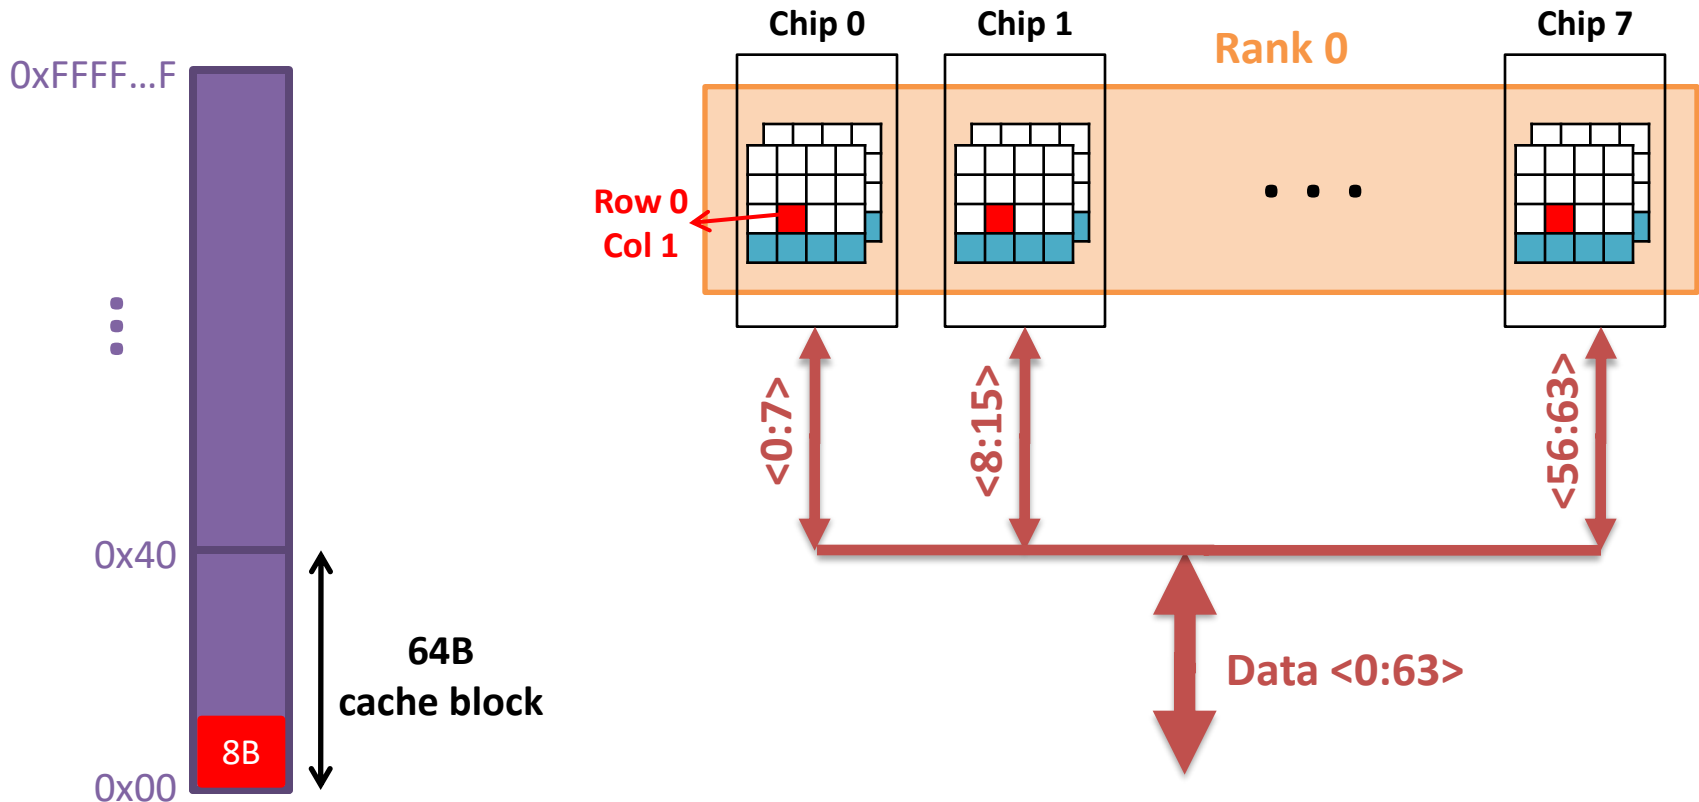 Chip 0
Chip 1
Chip 7
Rank 0
0xFFFF...F
Row 0
Col 1
<0:7>
<8:15>
<56:63>
0x40
64B
cache block
Data <0:63>
8B
0x00